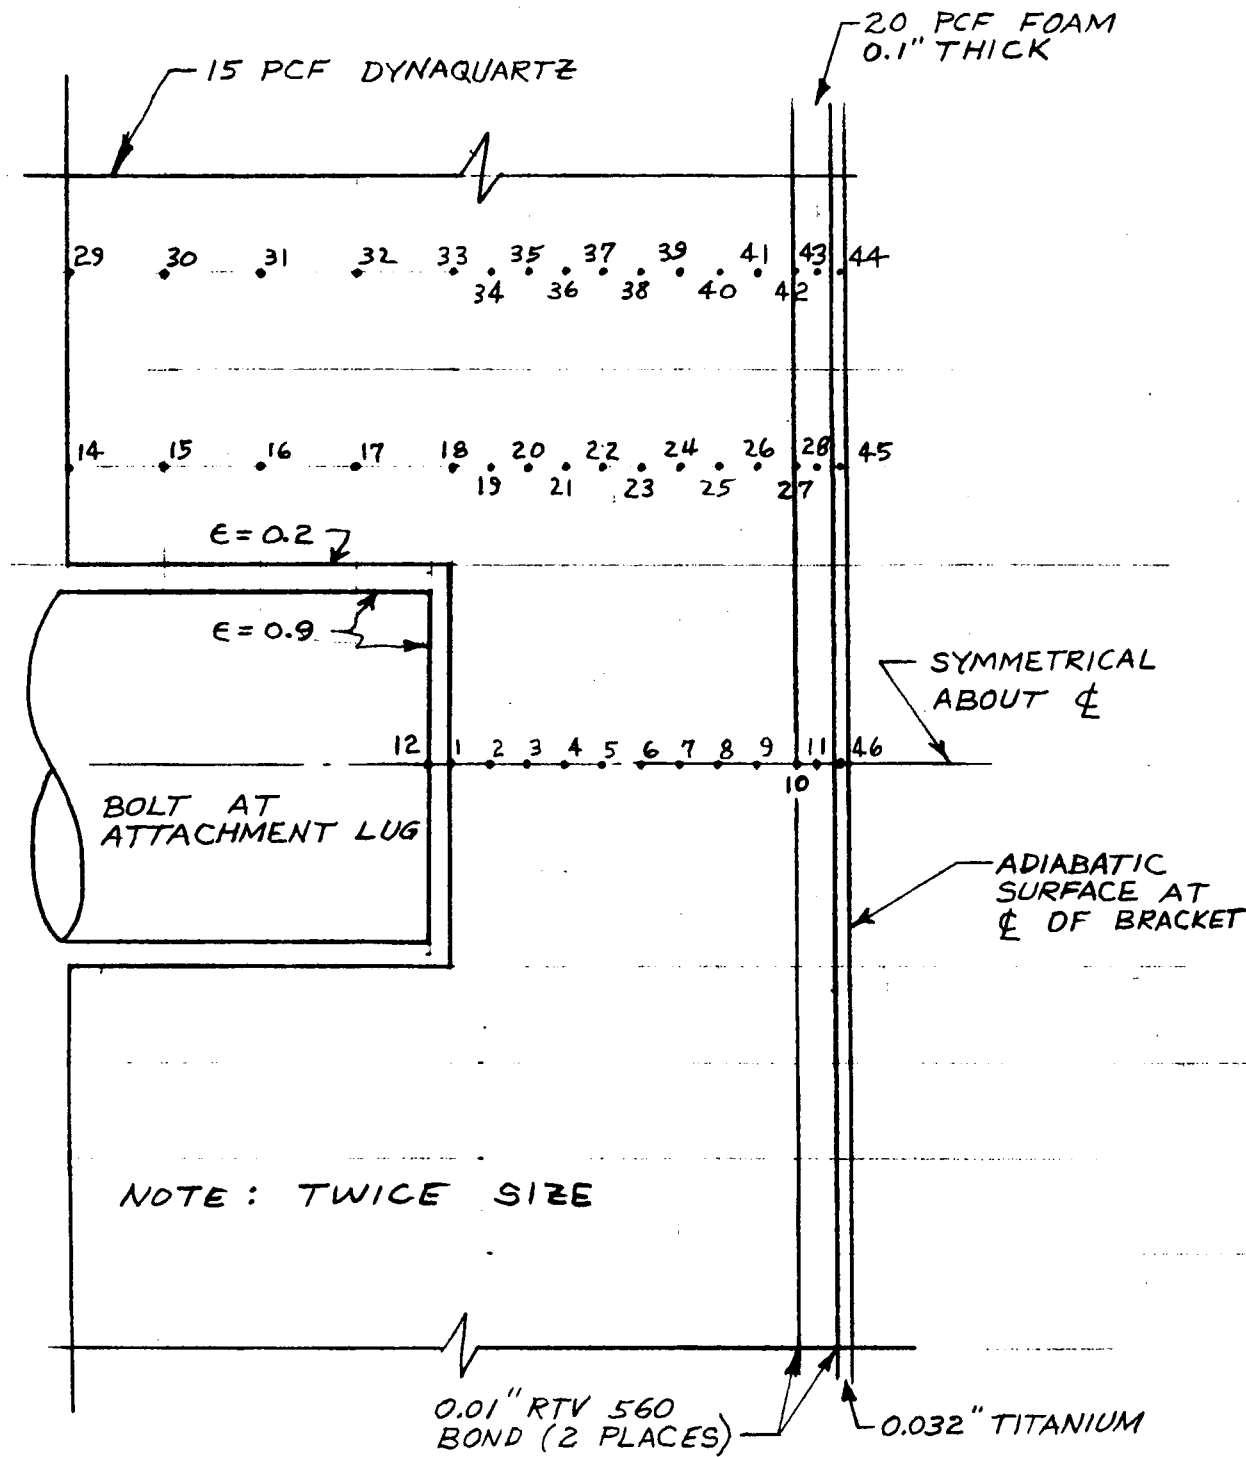 20 PCF FOAM
0.1" THICK
15 PCF DYNAQUARTZ
29 30 31 32 33 35 37 39 41 43 44
34 36 38 40 42
14 15 16 17 18 20 22 24 26 28 45
19 21 23 25 27
ϵ=0.2
ϵ=0.9
SYMMETRICAL
ABOUT ℄
12 1 2 3 4 5 6 7 8 9 11 46
10
BOLT AT
ATTACHMENT LUG
ADIABATIC
SURFACE AT
℄ OF BRACKET
NOTE: TWICE SIZE
0.01" RTV 560
BOND (2 PLACES)
0.032" TITANIUM